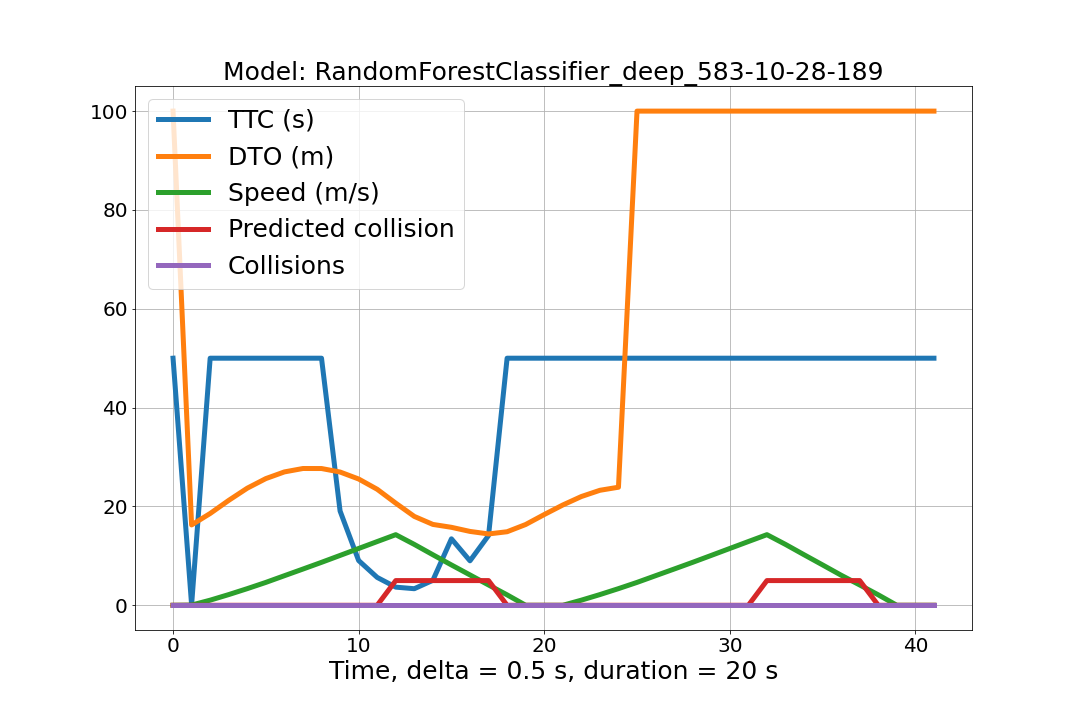 Model: RandomForestClassifier_deep_583-10-28-189
100
80
60
40
20
0
TTC (s)
DTO (m)
Speed (m/s)
Predicted collision
Collisions
0 10 20 30 40
Time, delta = 0.5 s, duration = 20 s